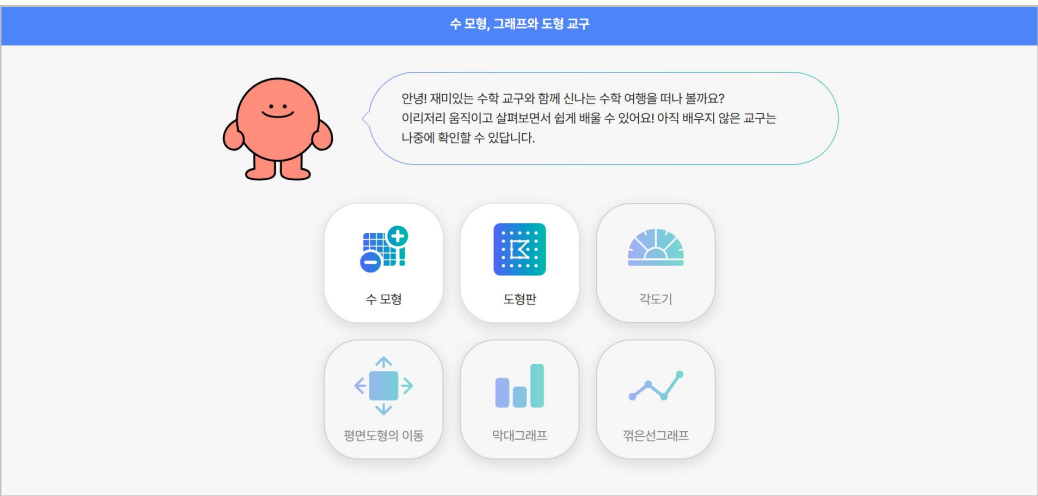 수 모형, 그래프와 도형 교구
안녕! 재미있는 수학 교구와 함께 신나는 수학 여행을 떠나 볼까요?
이리저리 움직이고 살펴보면서 쉽게 배울 수 있어요! 아직 배우지 않은 교구는
나중에 확인할 수 있답니다.
수 모형
도형판
각도기
평면도형의 이동
막대그래프
꺾은선그래프